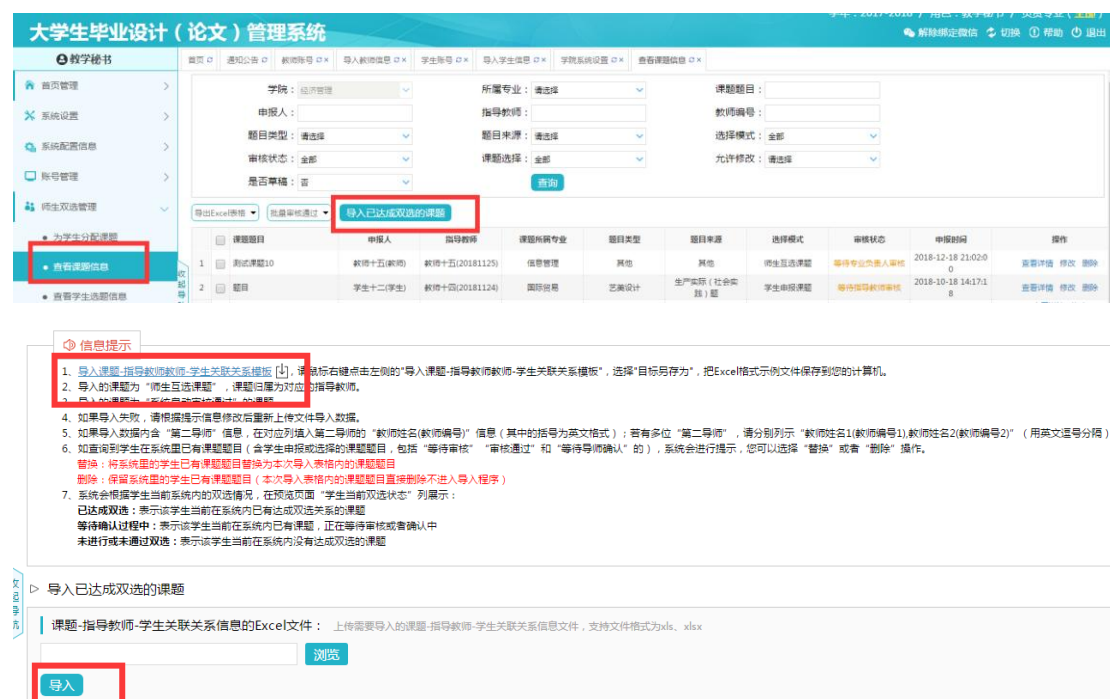 学年：2017-2018 / 角色：教学秘书 / 负责专业（全部）
大学生毕业设计（论文）管理系统
解除绑定微信 切换 帮助 退出
教学秘书
首页 通知公告 教师账号 导入教师信息 学生账号 导入学生信息 学院系统设置 查看课题信息
首页管理
系统设置
系统配置信息
账号管理
师生双选管理
为学生分配课题
查看课题信息
查看学生选题信息
学院： 经济管理 所属专业： 请选择 课题题目：
申报人： 指导教师： 教师编号：
题目类型： 请选择 题目来源： 请选择 选择模式： 全部
审核状态： 全部 课题选择： 全部 允许修改： 请选择
是否草稿： 否 查询
导出Excel表格 批量审核通过 导入已达成双选的课题
课题题目 申报人 指导教师 课题所属专业 题目类型 题目来源 选择模式 审核状态 申报时间 操作
1 测试课题10 教师十五(教师) 教师十五(20181125) 信息管理 其他 其他 师生互选课题 等待专业负责人审核 2018-12-18 21:02:00 查看详情 修改 删除
2 题目 学生十二(学生) 教师十四(20181124) 国际贸易 艺美设计 生产实际（社会实践）题 学生申报课题 等待指导教师审核 2018-10-18 14:17:18 查看详情 修改 删除
信息提示
1、导入课题-指导教师教师-学生关联关系模板，请鼠标右键点击左侧的"导入课题-指导教师教师-学生关联关系模板"，选择"目标另存为"，把Excel格式示例文件保存到您的计算机。
2、导入的课题为"师生互选课题"，课题归属为对应的指导教师。
3、导入的课题为"系统自动审核通过"的课题
4、如果导入失败，请根据提示信息修改后重新上传文件导入数据。
5、如果导入数据内含"第二导师"信息，在对应列填入第二导师的"教师姓名(教师编号)"信息（其中的括号为英文格式）；若有多位"第二导师"，请分别列示"教师姓名1(教师编号1),教师姓名2(教师编号2)"（用英文逗号分隔）
6、如查询到学生在系统里已有课题题目（含学生申报或选择的课题题目，包括"等待审核" "审核通过"和"等待导师确认"的），系统会进行提示，您可以选择"替换"或者"删除"操作。
替换：将系统里的学生已有课题题目替换为本次导入表格内的课题题目
删除：保留系统里的学生已有课题题目（本次导入表格内的课题题目直接删除不进入导入程序）
7、系统会根据学生当前系统内的双选情况，在预览页面"学生当前双选状态"列展示：
已达成双选：表示该学生当前在系统内已有达成双选关系的课题
等待确认过程中：表示该学生当前在系统内已有课题，正在等待审核或者确认中
未进行或未通过双选：表示该学生当前在系统内没有达成双选的课题
导入已达成双选的课题
课题-指导教师-学生关联关系信息的Excel文件： 上传需要导入的课题-指导教师-学生关联关系信息文件，支持文件格式为xls、xlsx
浏览
导入